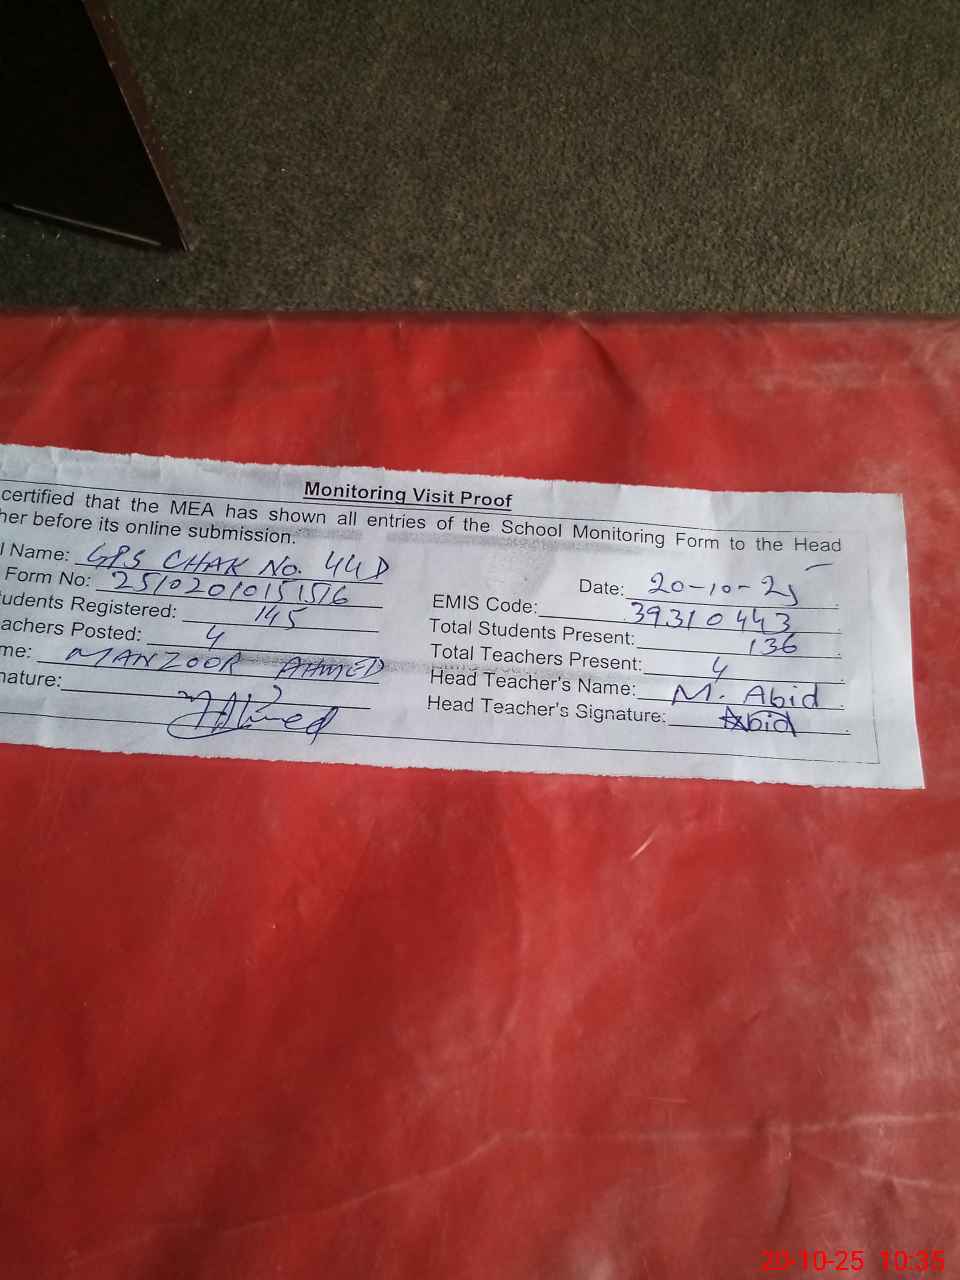 Monitoring Visit Proof
certified that the MEA has shown all entries of the School Monitoring Form to the Head
her before its online submission.
l Name: GPS CHAK No. 44D
Date: 20-10-25
Form No: 25102010151516
EMIS Code: 39310443
tudents Registered: 145
Total Students Present: 136
achers Posted: 4
Total Teachers Present: 4
me: MANZOOR AHMED
Head Teacher's Name: M. Abid
nature: Ahmed
Head Teacher's Signature: Abid
20-10-25 10:35